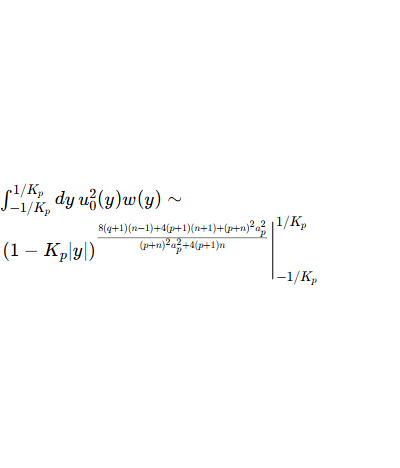 ∫_{-1/K_p}^{1/K_p} dy u_0^2(y)w(y) ∼
(1 − K_p|y|)^{\frac{8(q+1)(n−1)+4(p+1)(n+1)+(p+n)^2 a_p^2}{(p+n)^2 a_p^2+4(p+1)n}} |_{-1/K_p}^{1/K_p}